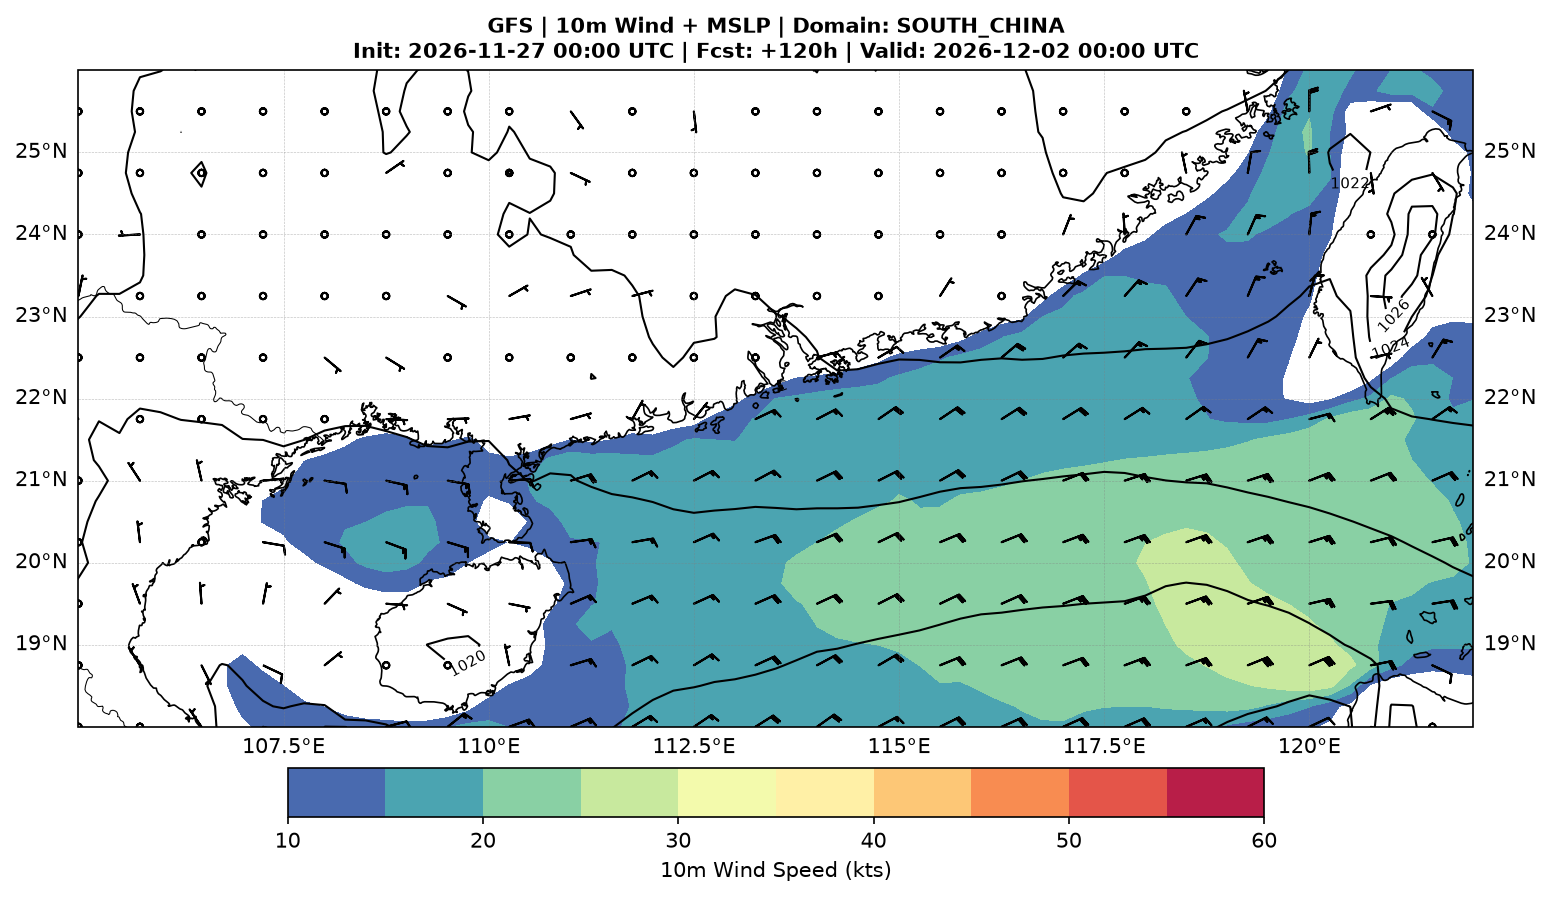 GFS | 10m Wind + MSLP | Domain: SOUTH_CHINA
Init: 2026-11-27 00:00 UTC | Fcst: +120h | Valid: 2026-12-02 00:00 UTC
25°N 25°N
1022
24°N 24°N
23°N 23°N
1026
1024
22°N 22°N
21°N 21°N
20°N 20°N
19°N 19°N
1020
107.5°E 110°E 112.5°E 115°E 117.5°E 120°E
10 20 30 40 50 60
10m Wind Speed (kts)